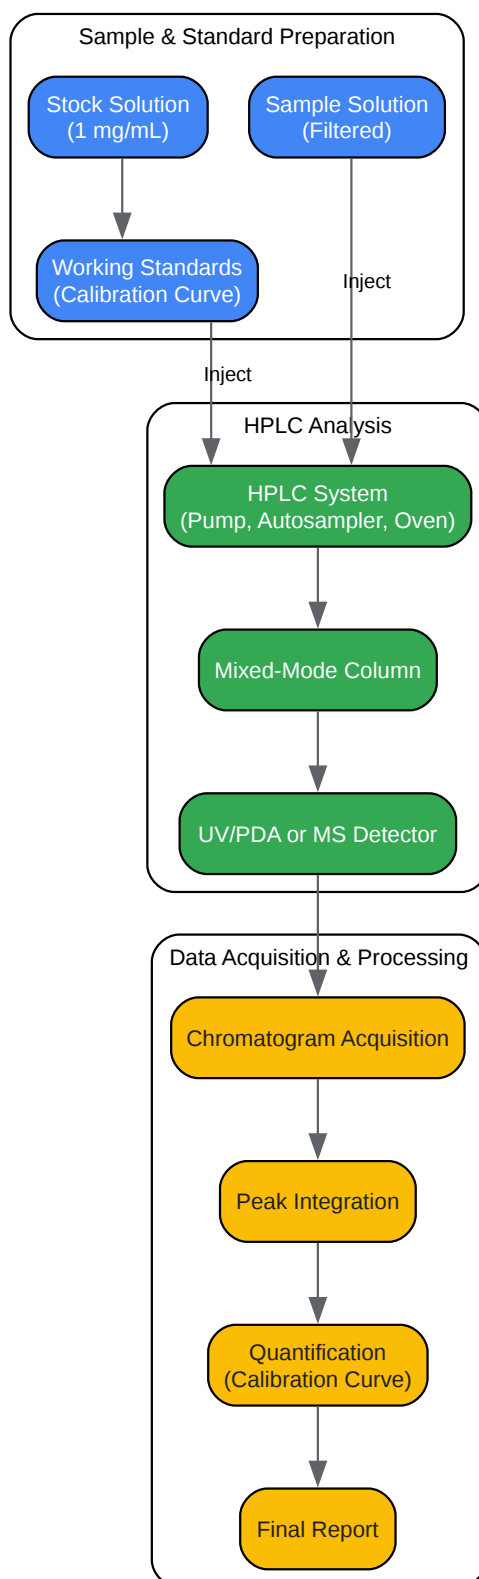 Sample & Standard Preparation
Stock Solution
(1 mg/mL)
Sample Solution
(Filtered)
Working Standards
(Calibration Curve)
Inject
Inject
HPLC Analysis
HPLC System
(Pump, Autosampler, Oven)
Mixed-Mode Column
UV/PDA or MS Detector
Data Acquisition & Processing
Chromatogram Acquisition
Peak Integration
Quantification
(Calibration Curve)
Final Report